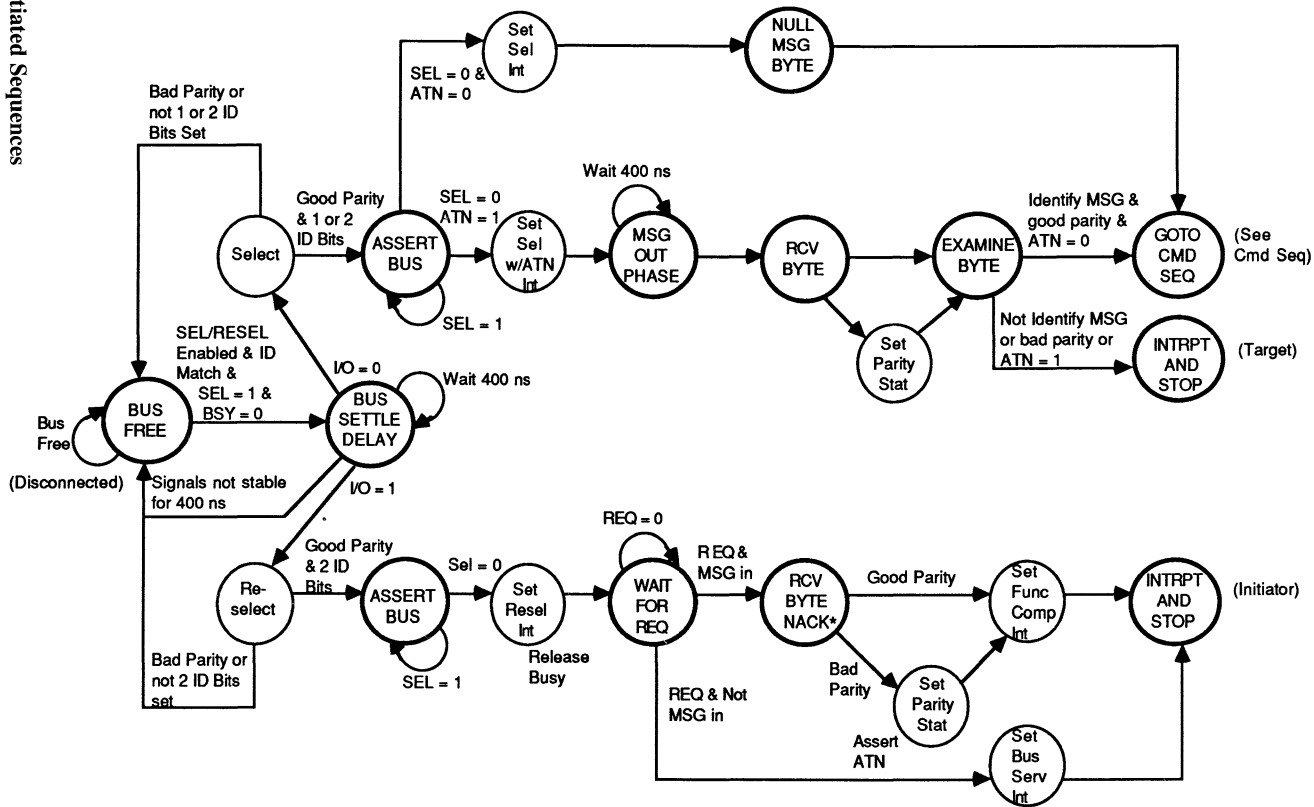 tiated Sequences
Set
Sel
Int
NULL
MSG
BYTE
SEL = 0 &
ATN = 0
Bad Parity or
not 1 or 2 ID
Bits Set
Wait 400 ns
Good Parity
& 1 or 2
ID Bits
SEL = 0
ATN = 1
Identify MSG &
good parity &
ATN = 0
Select
ASSERT
BUS
Set
Sel
w/ATN
Int
MSG
OUT
PHASE
RCV
BYTE
EXAMINE
BYTE
GOTO
CMD
SEQ
(See
Cmd Seq)
SEL = 1
Not Identify MSG
or bad parity or
ATN = 1
Set
Parity
Stat
INTRPT
AND
STOP
(Target)
SEL/RESEL
Enabled & ID
Match &
SEL = 1 &
BSY = 0
I/O = 0
Wait 400 ns
Bus
Free
BUS
FREE
BUS
SETTLE
DELAY
(Disconnected)
Signals not stable
for 400 ns
I/O = 1
REQ = 0
Good Parity
& 2 ID
Bits
Sel = 0
R EQ &
MSG in
Good Parity
Re-
select
ASSERT
BUS
Set
Resel
Int
WAIT
FOR
REQ
RCV
BYTE
NACK*
Set
Func
Comp
Int
INTRPT
AND
STOP
(Initiator)
Release
Busy
Bad Parity or
not 2 ID Bits
set
SEL = 1
REQ & Not
MSG in
Bad
Parity
Set
Parity
Stat
Assert
ATN
Set
Bus
Serv
Int